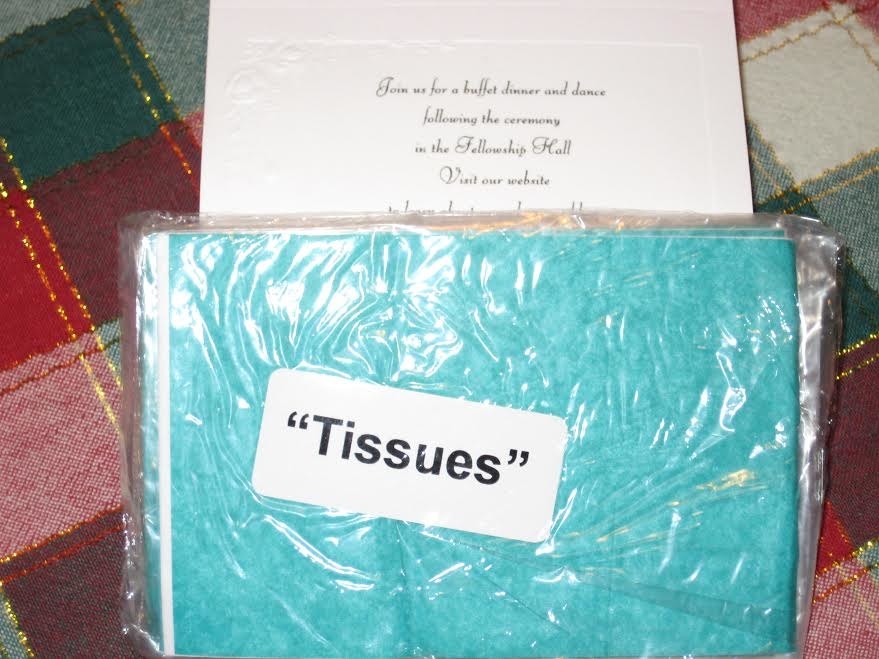 Join us for a buffet dinner and dance
following the ceremony
in the Fellowship Hall
Visit our website
“Tissues”